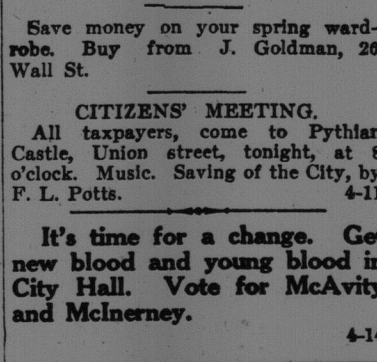 Save money on your spring ward-
robe. Buy from J. Goldman, 26
Wall St.
CITIZENS' MEETING.
All taxpayers, come to Pythian
Castle, Union street, tonight, at 8
o'clock. Music. Saving of the City, by
F. L. Potts. 4-11
It's time for a change. Get
new blood and young blood in
City Hall. Vote for McAvity
and McInerney.
4-14